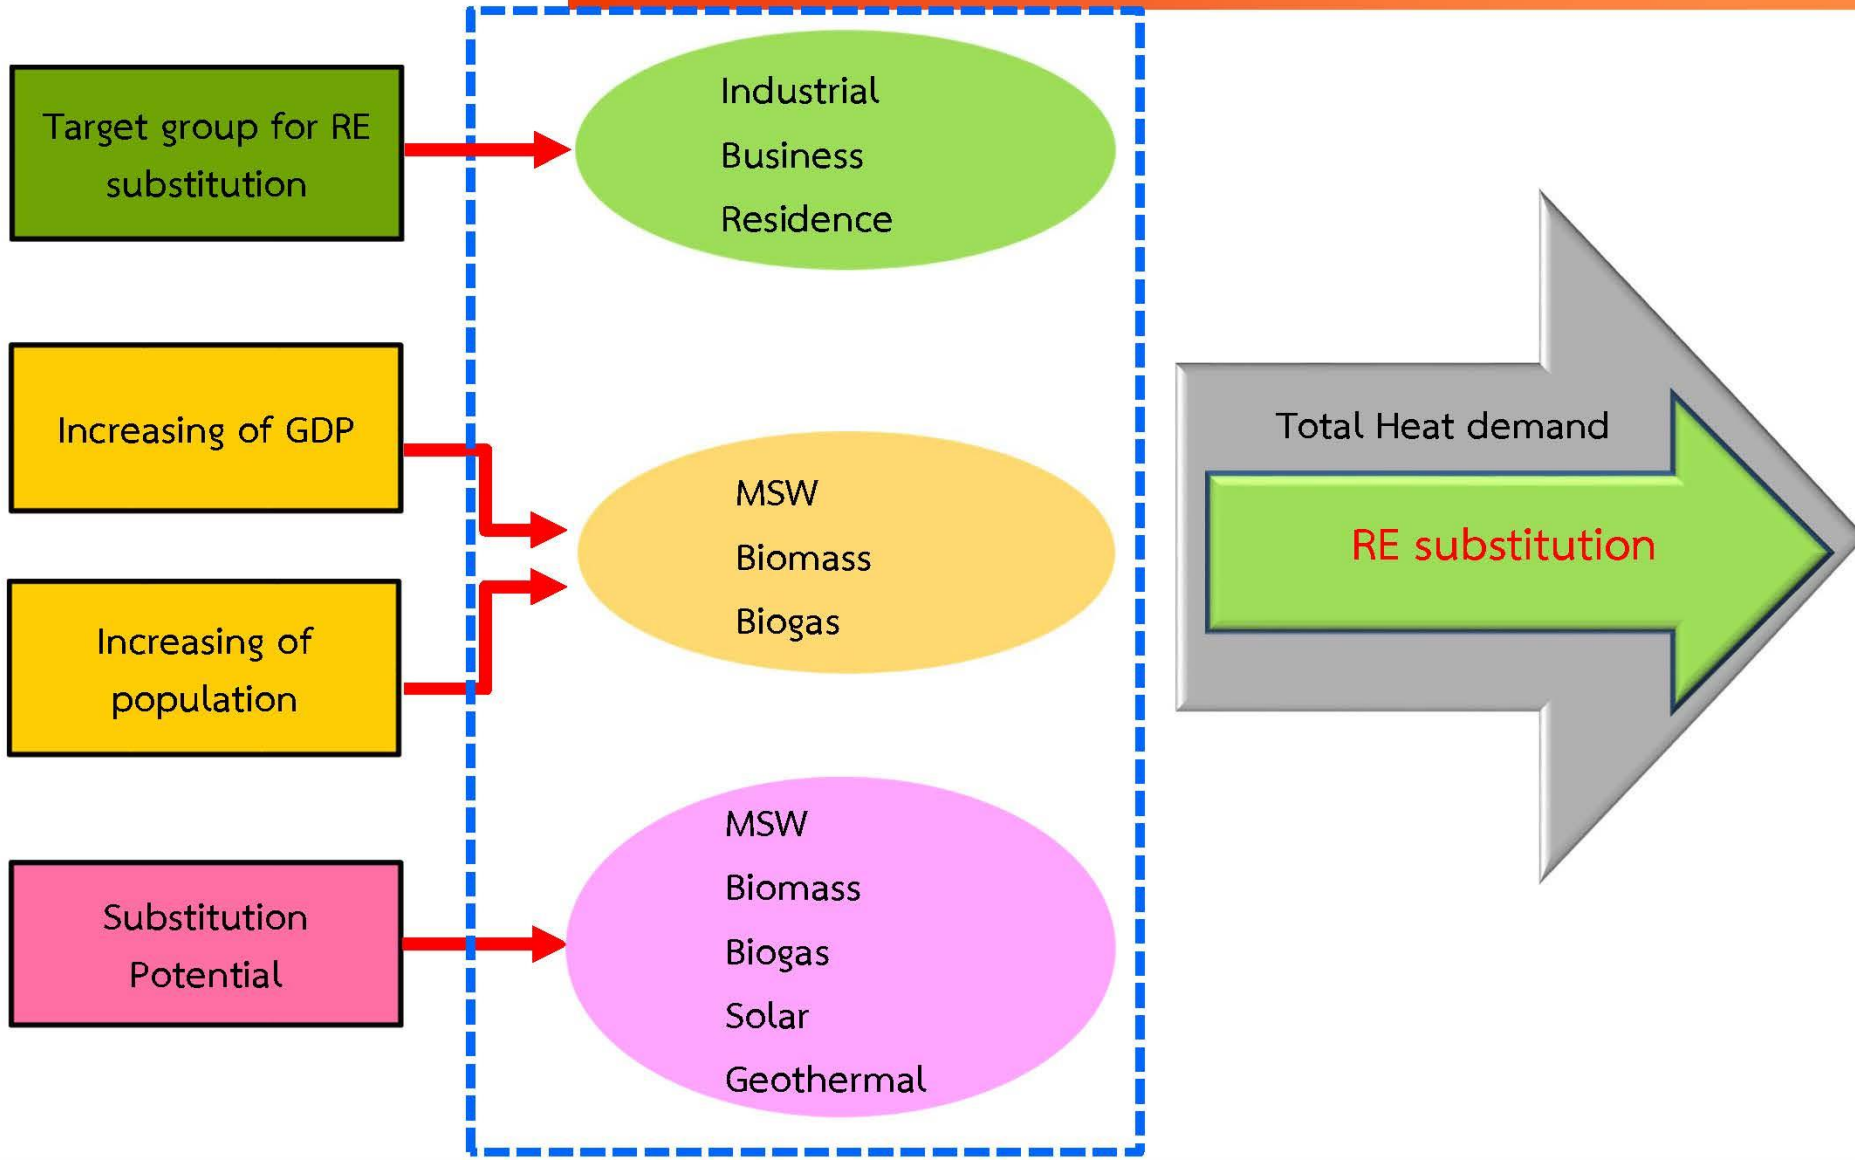 Target group for RE
substitution
Industrial
Business
Residence
Increasing of GDP
Increasing of
population
MSW
Biomass
Biogas
Substitution
Potential
MSW
Biomass
Biogas
Solar
Geothermal
Total Heat demand
RE substitution